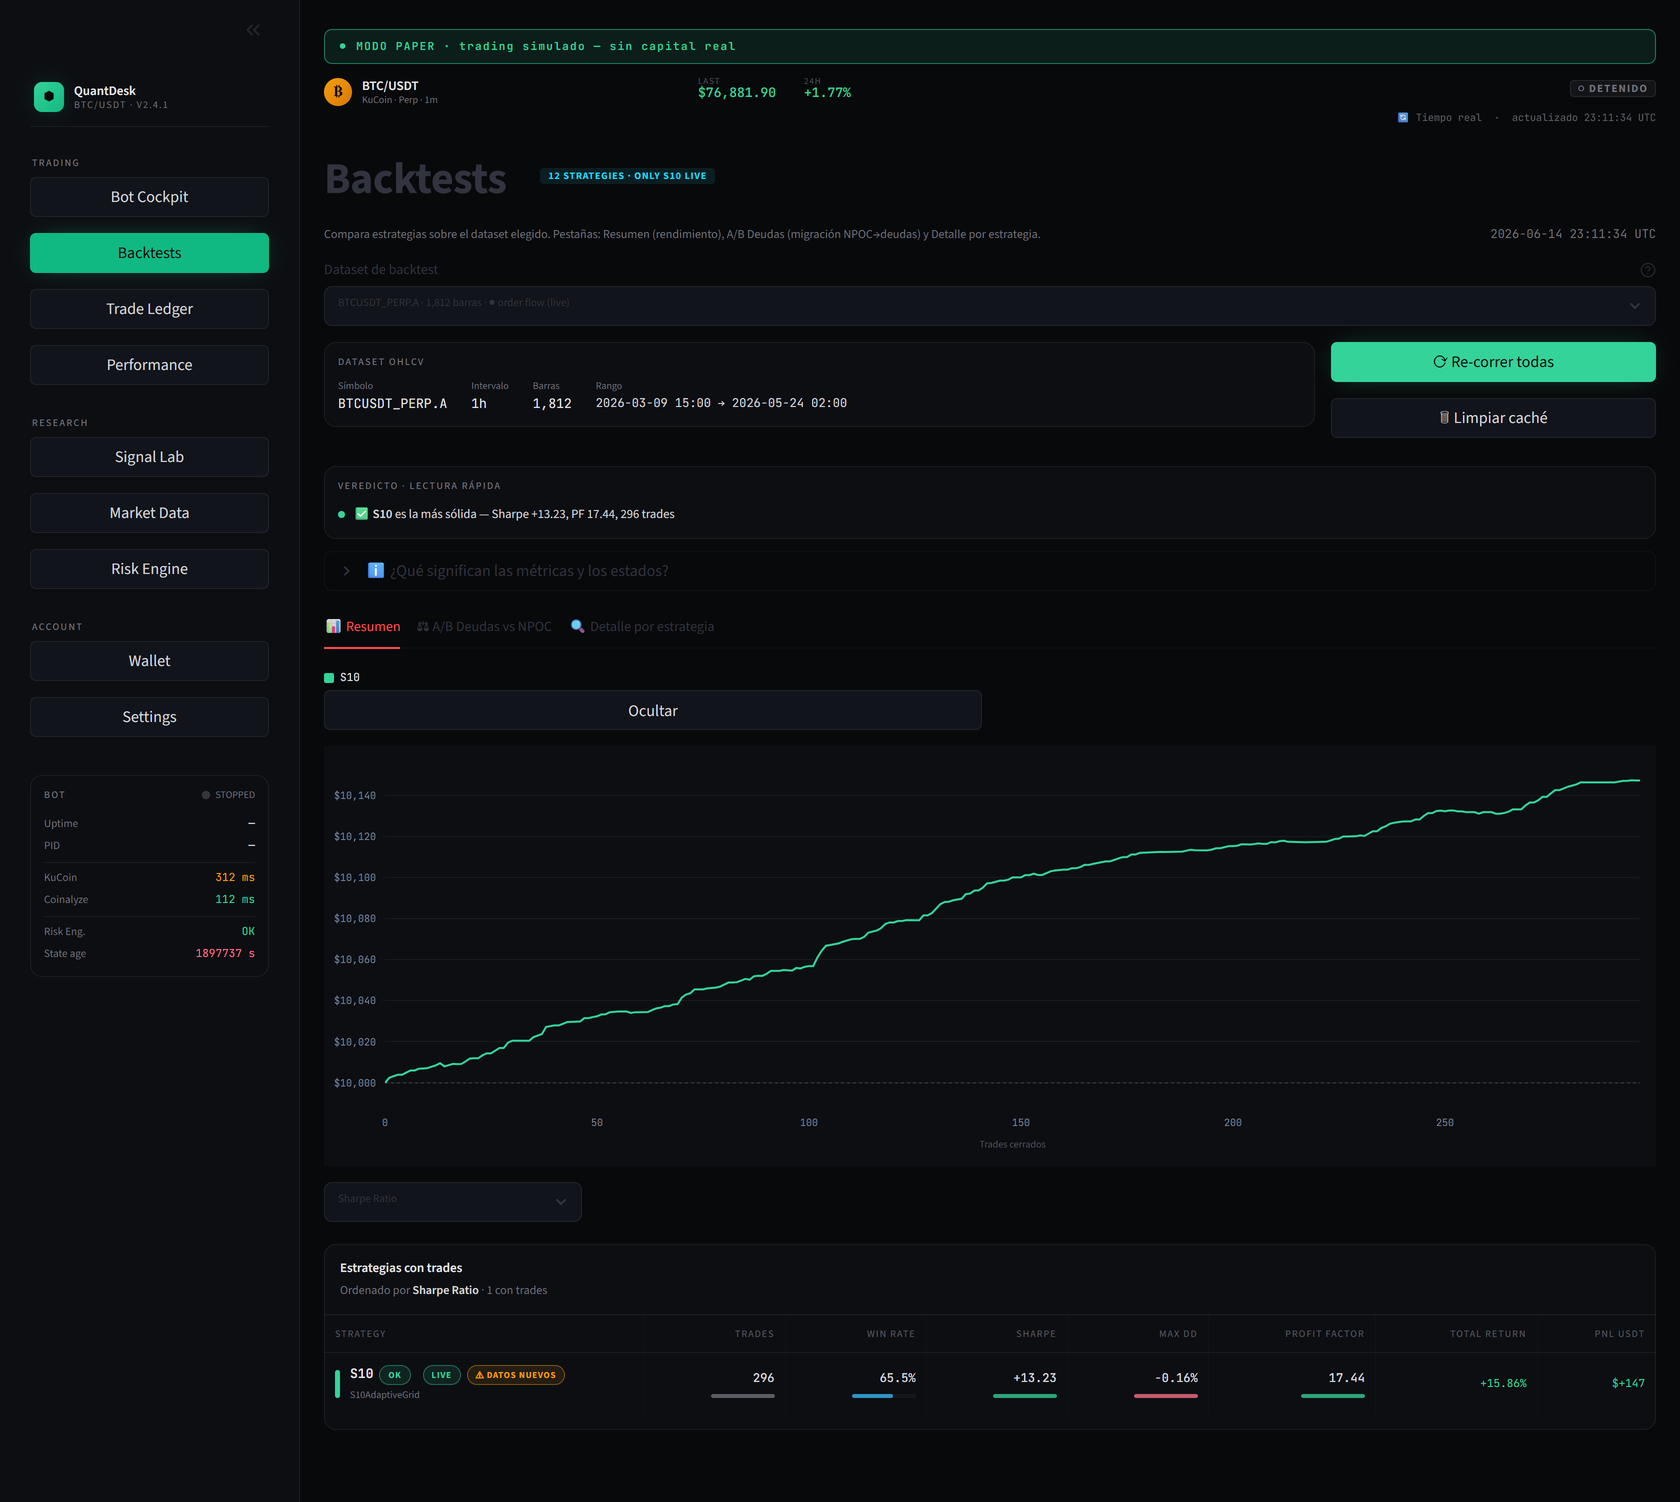 QuantDesk
BTC/USDT · V2.4.1
TRADING
Bot Cockpit
Backtests
Trade Ledger
Performance
RESEARCH
Signal Lab
Market Data
Risk Engine
ACCOUNT
Wallet
Settings
BOT STOPPED
Uptime —
PID —
KuCoin 312 ms
Coinalyze 112 ms
Risk Eng. OK
State age 1897737 s
MODO PAPER · trading simulado — sin capital real
BTC/USDT
KuCoin · Perp · 1m
LAST
$76,881.90
24H
+1.77%
DETENIDO
Tiempo real · actualizado 23:11:34 UTC
Backtests
12 STRATEGIES · ONLY S10 LIVE
Compara estrategias sobre el dataset elegido. Pestañas: Resumen (rendimiento), A/B Deudas (migración NPOC→deudas) y Detalle por estrategia.
2026-06-14 23:11:34 UTC
Dataset de backtest
BTCUSDT_PERP.A · 1,812 barras · ● order flow (live)
DATASET OHLCV
Símbolo Intervalo Barras Rango
BTCUSDT_PERP.A 1h 1,812 2026-03-09 15:00 → 2026-05-24 02:00
Re-correr todas
Limpiar caché
VEREDICTO · LECTURA RÁPIDA
S10 es la más sólida — Sharpe +13.23, PF 17.44, 296 trades
¿Qué significan las métricas y los estados?
Resumen
A/B Deudas vs NPOC
Detalle por estrategia
S10
Ocultar
$10,140
$10,120
$10,100
$10,080
$10,060
$10,040
$10,020
$10,000
0 50 100 150 200 250
Trades cerrados
Sharpe Ratio
Estrategias con trades
Ordenado por Sharpe Ratio · 1 con trades
STRATEGY TRADES WIN RATE SHARPE MAX DD PROFIT FACTOR TOTAL RETURN PNL USDT
S10 OK LIVE ⚠ DATOS NUEVOS 296 65.5% +13.23 -0.16% 17.44 +15.86% $+147
S10AdaptiveGrid